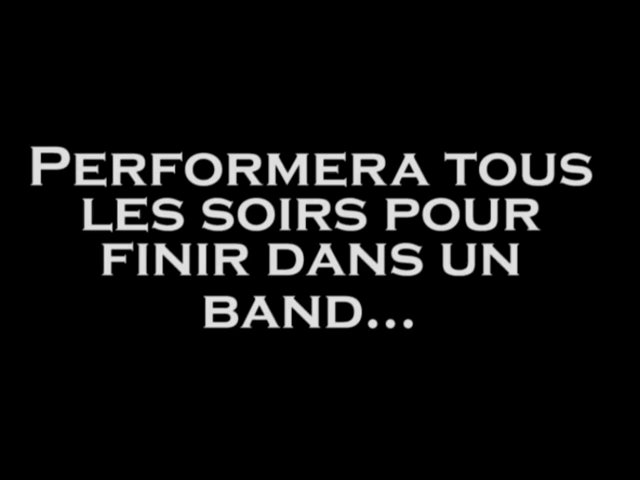 PERFORMERA TOUS
LES SOIRS POUR
FINIR DANS UN
BAND...